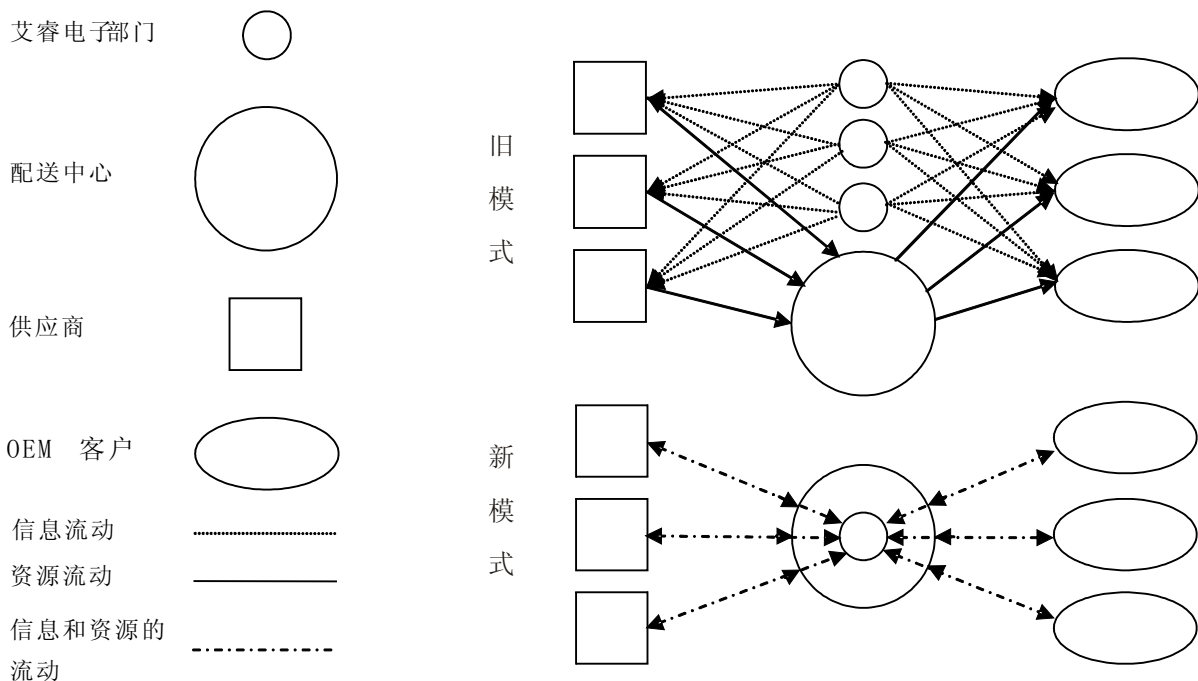 艾睿电子部门
配送中心
供应商
OEM 客户
信息流动
资源流动
信息和资源的
流动
旧
模
式
新
模
式